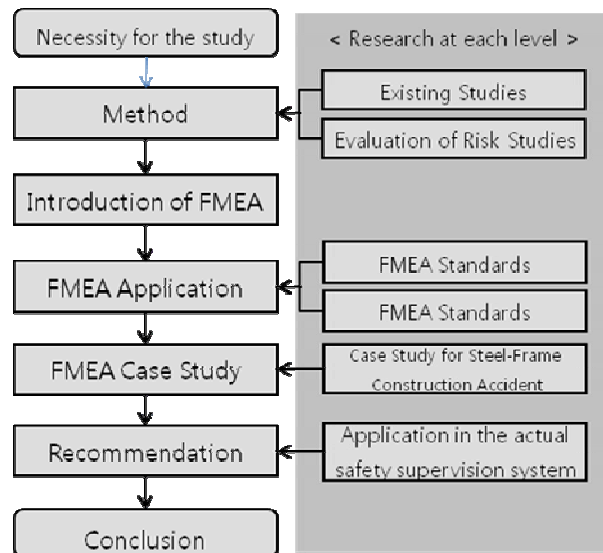 Necessity for the study
< Research at each level >
Method
Existing Studies
Evaluation of Risk Studies
Introduction of FMEA
FMEA Application
FMEA Standards
FMEA Standards
FMEA Case Study
Case Study for Steel-Frame
Construction Accident
Recommendation
Application in the actual
safety supervision system
Conclusion